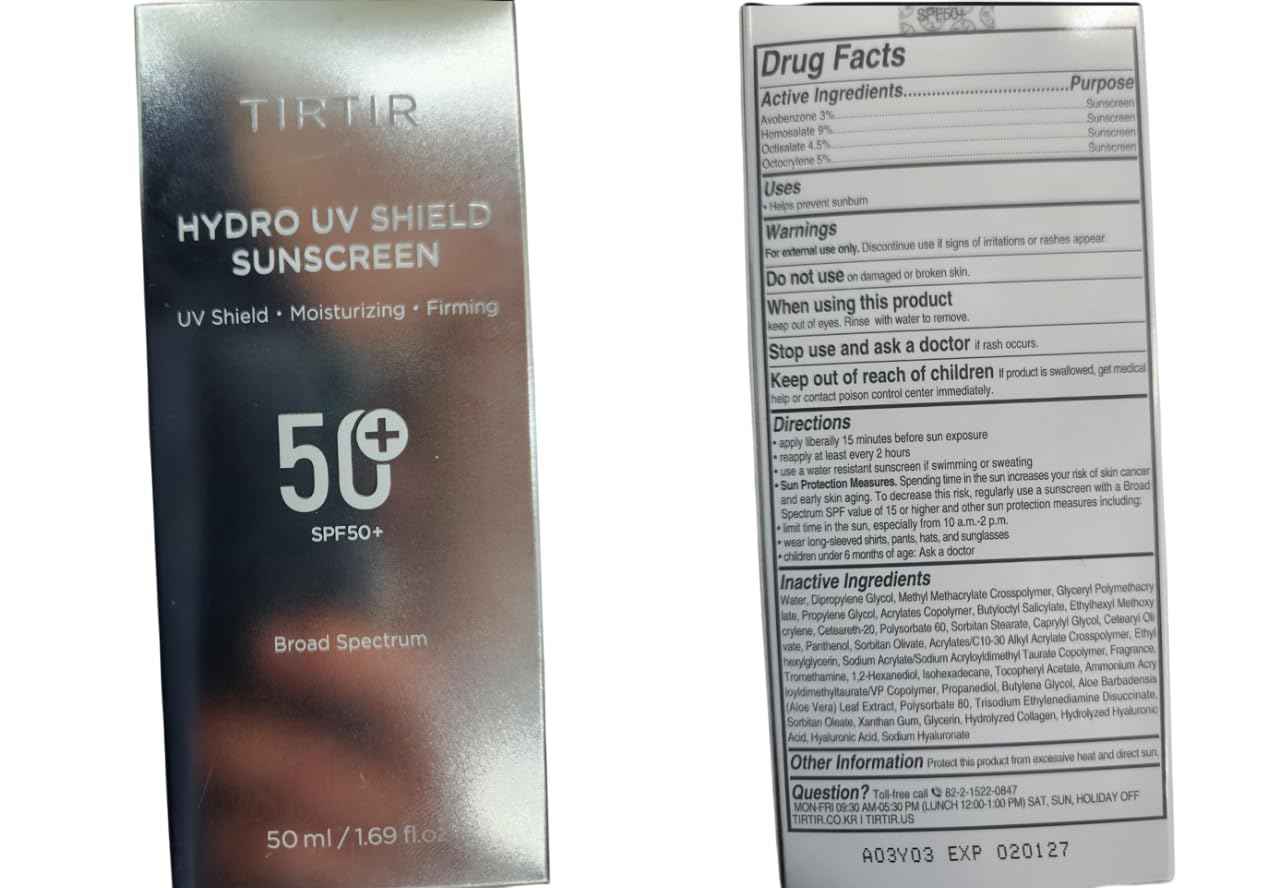 TIRTIR
HYDRO UV SHIELD
SUNSCREEN
UV Shield • Moisturizing • Firming
50+
SPF50+
Broad Spectrum
50 ml / 1.69 fl.oz
SPF50+
Drug Facts
Active Ingredients.................................Purpose
Avobenzone 3%................Sunscreen
Homosalate 9%................Sunscreen
Octisalate 4.5%................Sunscreen
Octocrylene 5%................Sunscreen
Uses
• Helps prevent sunburn
Warnings
For external use only. Discontinue use if signs of irritations or rashes appear.
Do not use on damaged or broken skin.
When using this product
keep out of eyes. Rinse with water to remove.
Stop use and ask a doctor if rash occurs.
Keep out of reach of children If product is swallowed, get medical
help or contact poison control center immediately.
Directions
• apply liberally 15 minutes before sun exposure
• reapply at least every 2 hours
• use a water resistant sunscreen if swimming or sweating
• Sun Protection Measures. Spending time in the sun increases your risk of skin cancer
and early skin aging. To decrease this risk, regularly use a sunscreen with a Broad
Spectrum SPF value of 15 or higher and other sun protection measures including:
• limit time in the sun, especially from 10 a.m.-2 p.m.
• wear long-sleeved shirts, pants, hats, and sunglasses
• children under 6 months of age: Ask a doctor
Inactive Ingredients
Water, Dipropylene Glycol, Methyl Methacrylate Crosspolymer, Glyceryl Polymethacry
late, Propylene Glycol, Acrylates Copolymer, Butyloctyl Salicylate, Ethylhexyl Methoxy
crylene, Ceteareth-20, Polysorbate 60, Sorbitan Stearate, Caprylyl Glycol, Cetearyl Oli
vate, Panthenol, Sorbitan Olivate, Acrylates/C10-30 Alkyl Acrylate Crosspolymer, Ethyl
hexylglycerin, Sodium Acrylate/Sodium Acryloyldimethyl Taurate Copolymer, Fragrance,
Tromethamine, 1,2-Hexanediol, Isohexadecane, Tocopheryl Acetate, Ammonium Acry
loyldimethyltaurate/VP Copolymer, Propanediol, Butylene Glycol, Aloe Barbadensis
(Aloe Vera) Leaf Extract, Polysorbate 80, Trisodium Ethylenediamine Disuccinate,
Sorbitan Oleate, Xanthan Gum, Glycerin, Hydrolyzed Collagen, Hydrolyzed Hyaluronic
Acid, Hyaluronic Acid, Sodium Hyaluronate
Other Information Protect this product from excessive heat and direct sun.
Question? Toll-free call 82-2-1522-0847
MON-FRI 09:30 AM-05:30 PM (LUNCH 12:00-1:00 PM) SAT, SUN, HOLIDAY OFF
TIRTIR.CO.KR I TIRTIR.US
A03Y03 EXP 020127